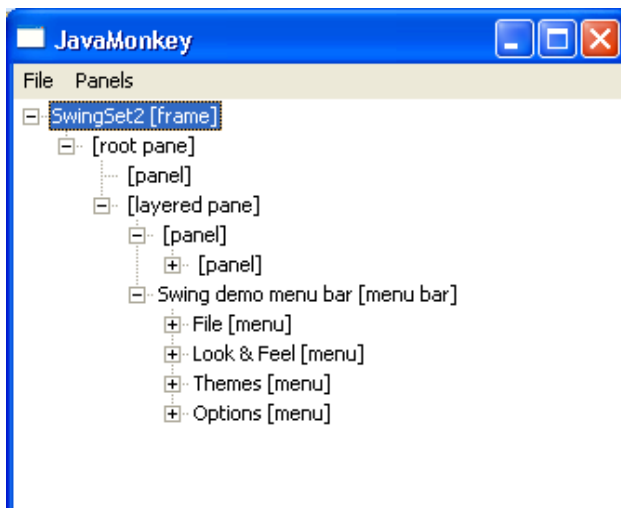 JavaMonkey
File Panels
SwingSet2 [frame]
[root pane]
[panel]
[layered pane]
[panel]
[panel]
Swing demo menu bar [menu bar]
File [menu]
Look & Feel [menu]
Themes [menu]
Options [menu]